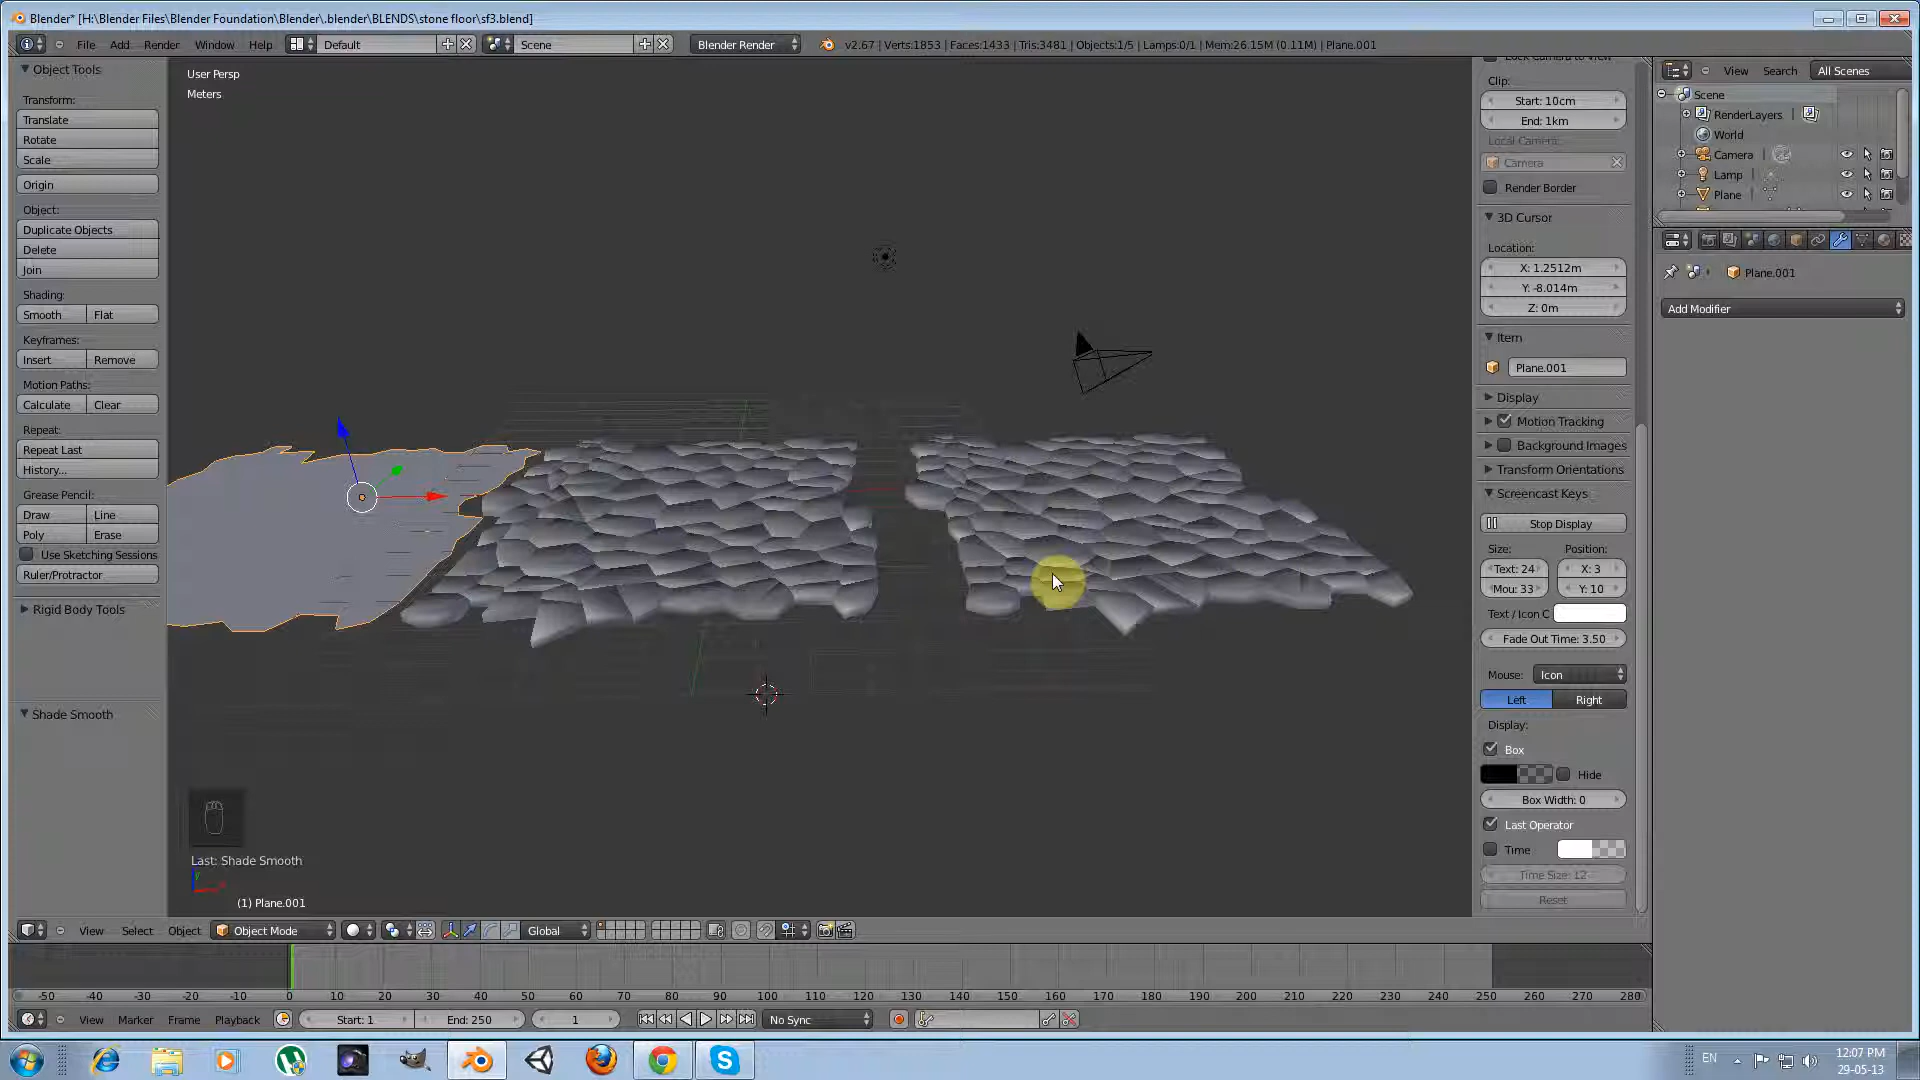 Blender* [H:\Blender Files\Blender Foundation\Blender\.blender\BLENDS\stone floor\sf3.blend]
File Add Render Window Help Default Scene Blender Render v2.67 | Verts:1853 | Faces:1433 | Tris:3481 | Objects:1/5 | Lamps:0/1 | Mem:26.15M (0.11M) | Plane.001
Object Tools
Transform:
Translate
Rotate
Scale
Origin
Object:
Duplicate Objects
Delete
Join
Shading:
Smooth Flat
Keyframes:
Insert Remove
Motion Paths:
Calculate Clear
Repeat:
Repeat Last
History...
Grease Pencil:
Draw Line
Poly Erase
Use Sketching Sessions
Ruler/Protractor
Rigid Body Tools
Shade Smooth
User Persp
Meters
Last: Shade Smooth
(1) Plane.001
Lock Camera to View
Clip:
Start: 10cm
End: 1km
Local Camera:
Camera
Render Border
3D Cursor
Location:
X: 1.2512m
Y: -8.014m
Z: 0m
Item
Plane.001
Display
Motion Tracking
Background Images
Transform Orientations
Screencast Keys
Stop Display
Size: Position:
Text: 24 X: 3
Mou: 33 Y: 10
Text / Icon C
Fade Out Time: 3.50
Mouse: Icon
Left Right
Display:
Box
Hide
Box Width: 0
Last Operator
Time
Time Size: 12
Reset
View Search All Scenes
Scene
RenderLayers
World
Camera
Lamp
Plane
Plane.001
Add Modifier
View Select Object Object Mode Global
-50 -40 -30 -20 -10 0 10 20 30 40 50 60 70 80 90 100 110 120 130 140 150 160 170 180 190 200 210 220 230 240 250 260 270 280
View Marker Frame Playback Start: 1 End: 250 1 No Sync
EN 12:07 PM
29-05-13